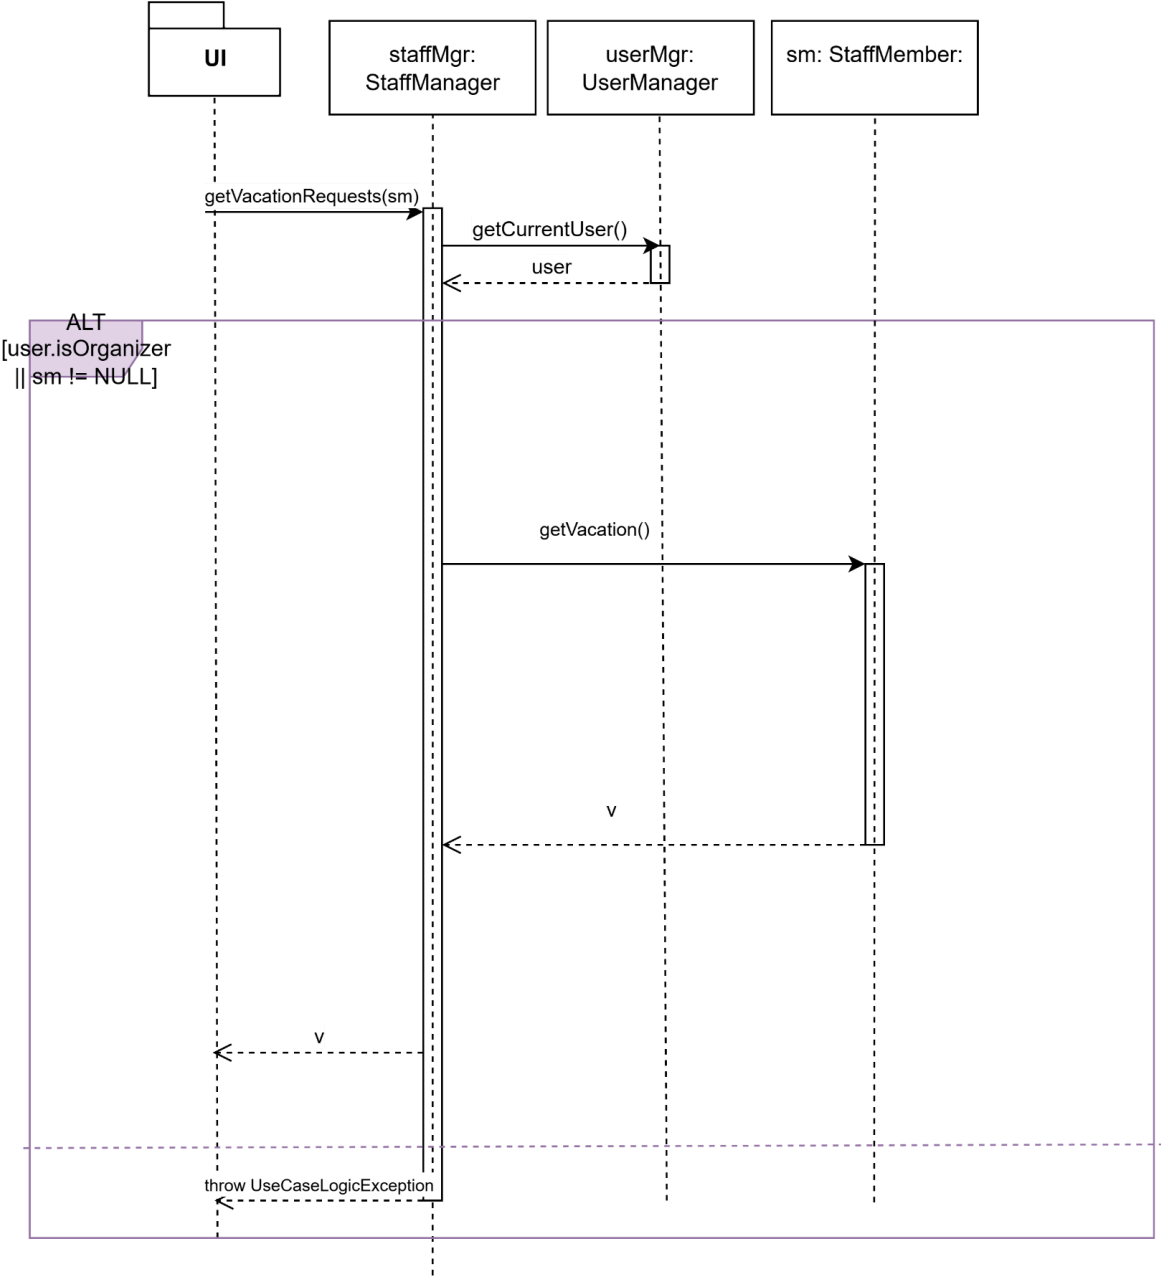 UI
staffMgr:
StaffManager
userMgr:
UserManager
sm: StaffMember:
getVacationRequests(sm)
getCurrentUser()
user
ALT
[user.isOrganizer
|| sm != NULL]
getVacation()
v
v
throw UseCaseLogicException